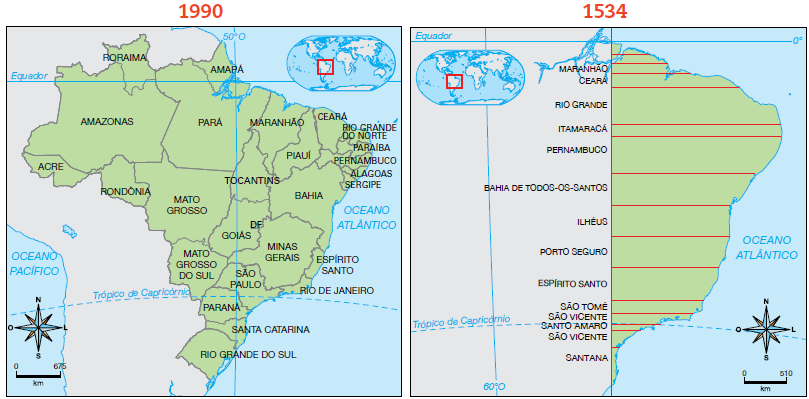 1990
50°O
RORAIMA
AMAPÁ
Equador
AMAZONAS
PARÁ
MARANHÃO
CEARÁ
RIO GRANDE
DO NORTE
PARAÍBA
PIAUÍ
PERNAMBUCO
ACRE
ALAGOAS
TOCANTINS
SERGIPE
RONDÔNIA
BAHIA
MATO
GROSSO
OCEANO
ATLÂNTICO
DF
GOIÁS
MINAS
GERAIS
OCEANO
PACÍFICO
MATO
GROSSO
DO SUL
ESPÍRITO
SANTO
SÃO
PAULO
RIO DE JANEIRO
Trópico de Capricórnio
PARANÁ
N
O
L
S
SANTA CATARINA
RIO GRANDE DO SUL
0
675
km
1534
Equador
0°
MARANHÃO
CEARÁ
RIO GRANDE
ITAMARACÁ
PERNAMBUCO
BAHIA DE TODOS-OS-SANTOS
ILHÉUS
OCEANO
ATLÂNTICO
PORTO SEGURO
ESPÍRITO SANTO
SÃO TOMÉ
SÃO VICENTE
Trópico de Capricórnio
SANTO AMARO
SÃO VICENTE
SANTANA
N
O
L
S
60°O
0
510
km